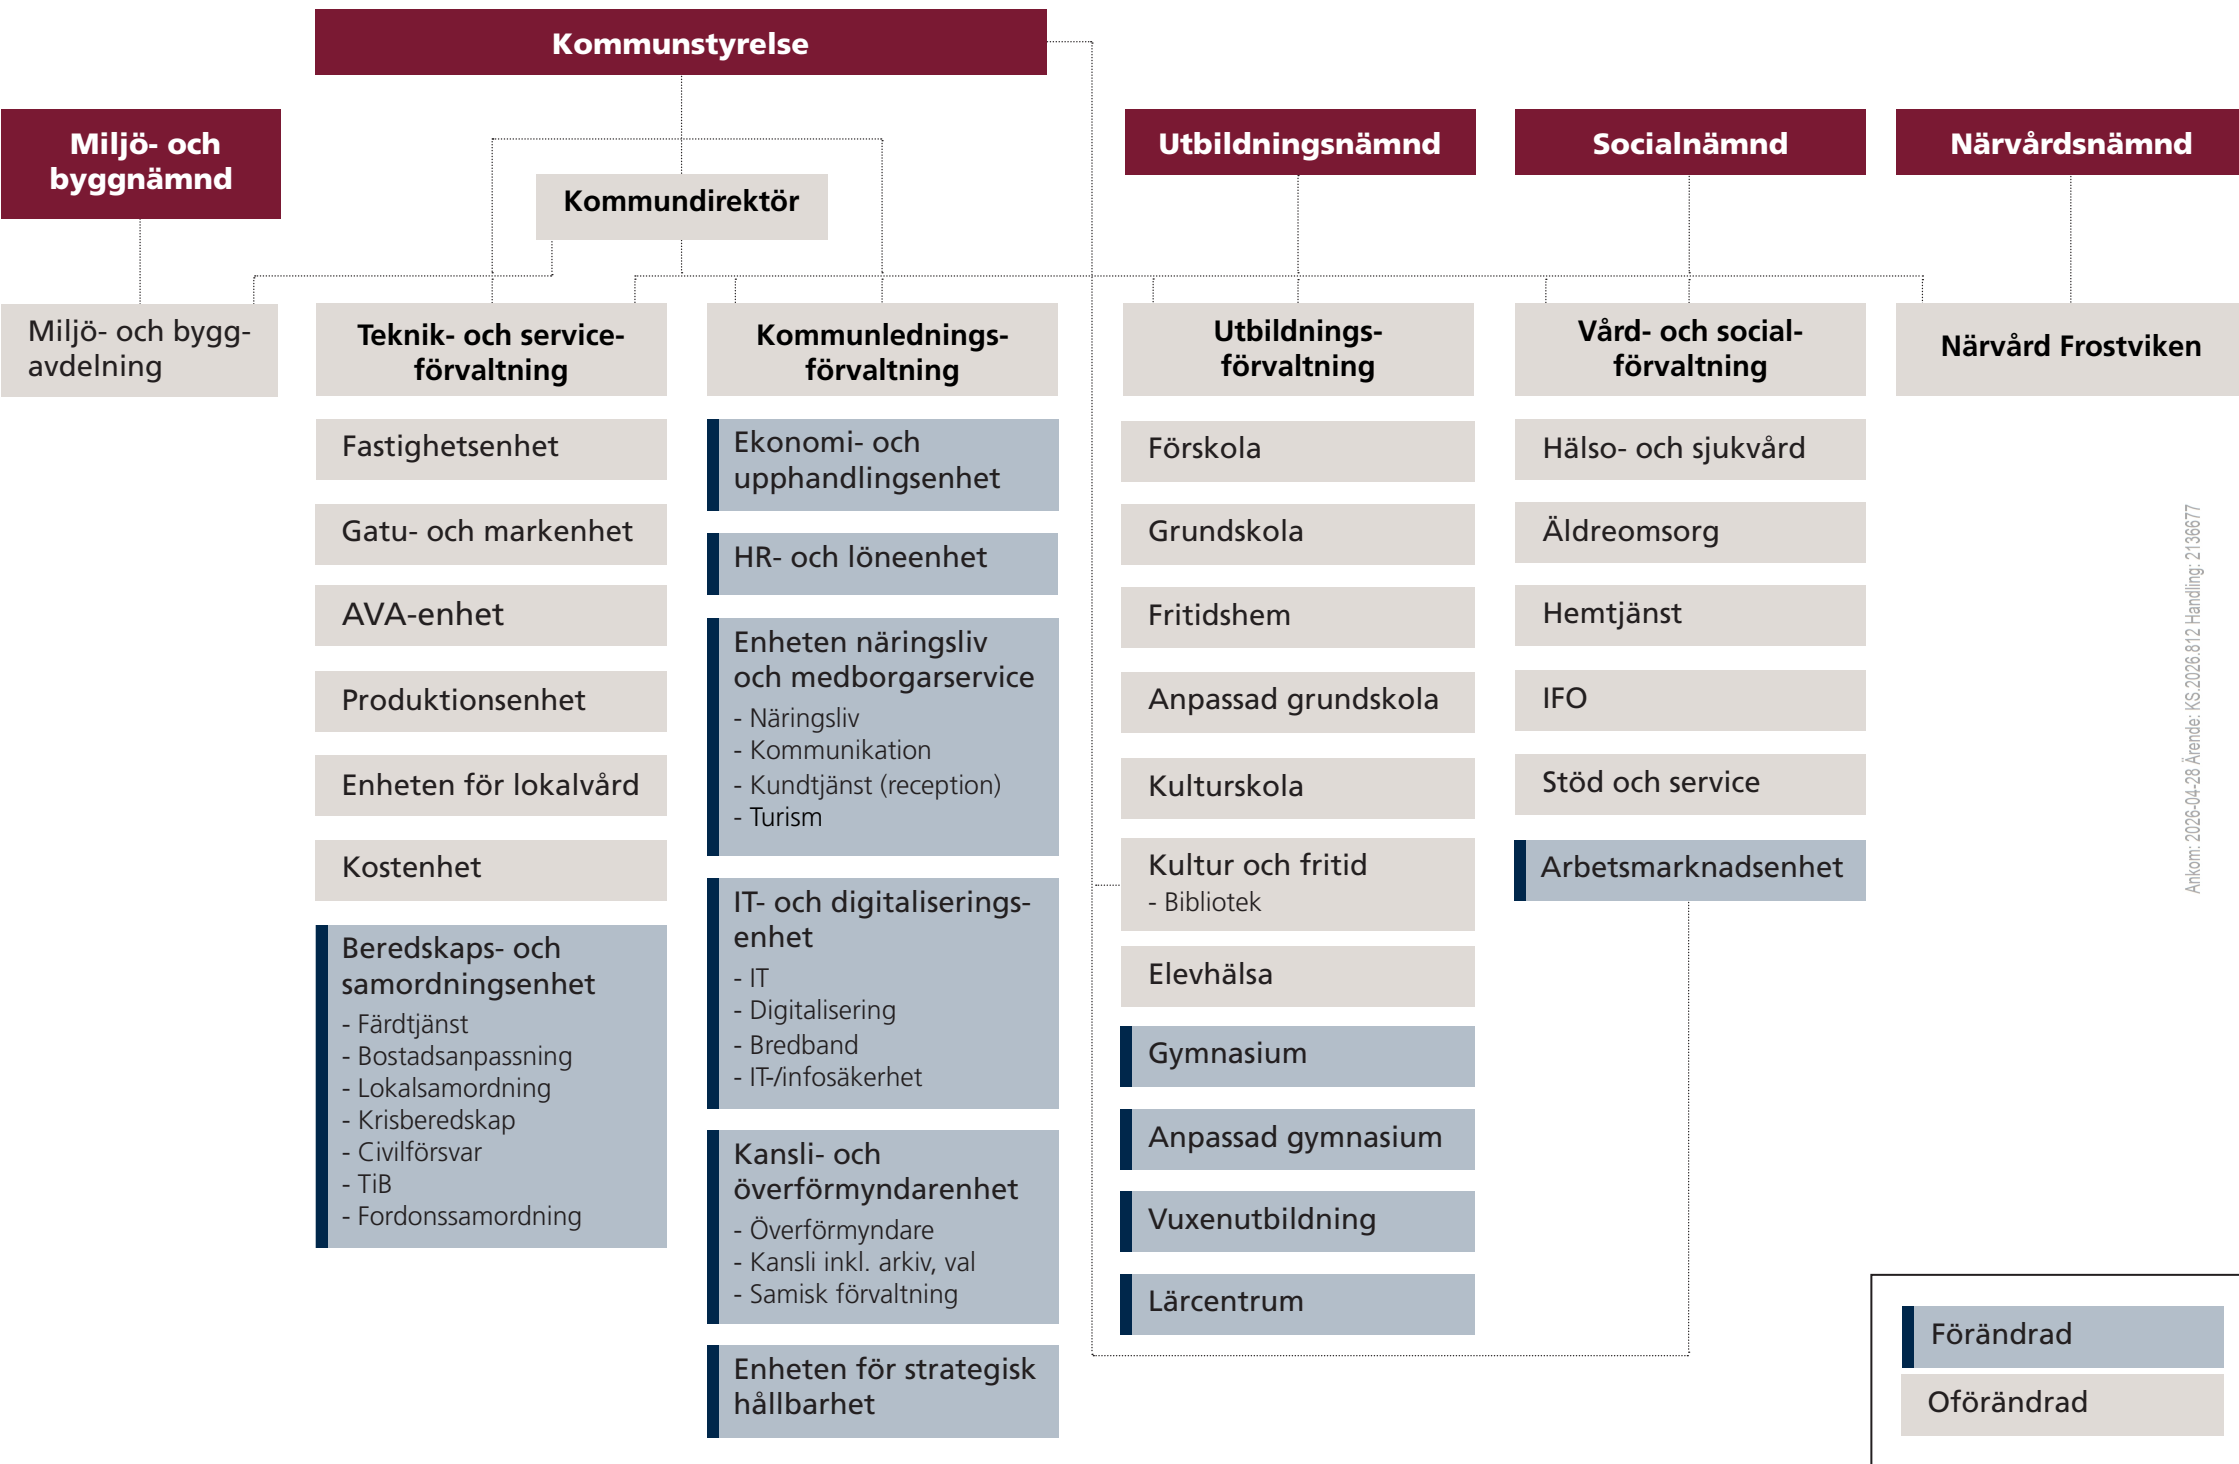 Kommunstyrelse
Miljö- och
byggnämnd
Utbildningsnämnd
Socialnämnd
Närvårdsnämnd
Kommundirektör
Miljö- och bygg-
avdelning
Teknik- och service-
förvaltning
Fastighetsenhet
Gatu- och markenhet
AVA-enhet
Produktionsenhet
Enheten för lokalvård
Kostenhet
Beredskaps- och
samordningsenhet
- Färdtjänst
- Bostadsanpassning
- Lokalsamordning
- Krisberedskap
- Civilförsvar
- TiB
- Fordonssamordning
Kommunlednings-
förvaltning
Ekonomi- och
upphandlingsenhet
HR- och löneenhet
Enheten näringsliv
och medborgarservice
- Näringsliv
- Kommunikation
- Kundtjänst (reception)
- Turism
IT- och digitaliserings-
enhet
- IT
- Digitalisering
- Bredband
- IT-/infosäkerhet
Kansli- och
överförmyndarenhet
- Överförmyndare
- Kansli inkl. arkiv, val
- Samisk förvaltning
Enheten för strategisk
hållbarhet
Utbildnings-
förvaltning
Förskola
Grundskola
Fritidshem
Anpassad grundskola
Kulturskola
Kultur och fritid
- Bibliotek
Elevhälsa
Gymnasium
Anpassad gymnasium
Vuxenutbildning
Lärcentrum
Vård- och social-
förvaltning
Hälso- och sjukvård
Äldreomsorg
Hemtjänst
IFO
Stöd och service
Arbetsmarknadsenhet
Närvård Frostviken
Ankom: 2026-04-28 Ärende: KS.2026.812 Handling: 2136677
Förändrad
Oförändrad